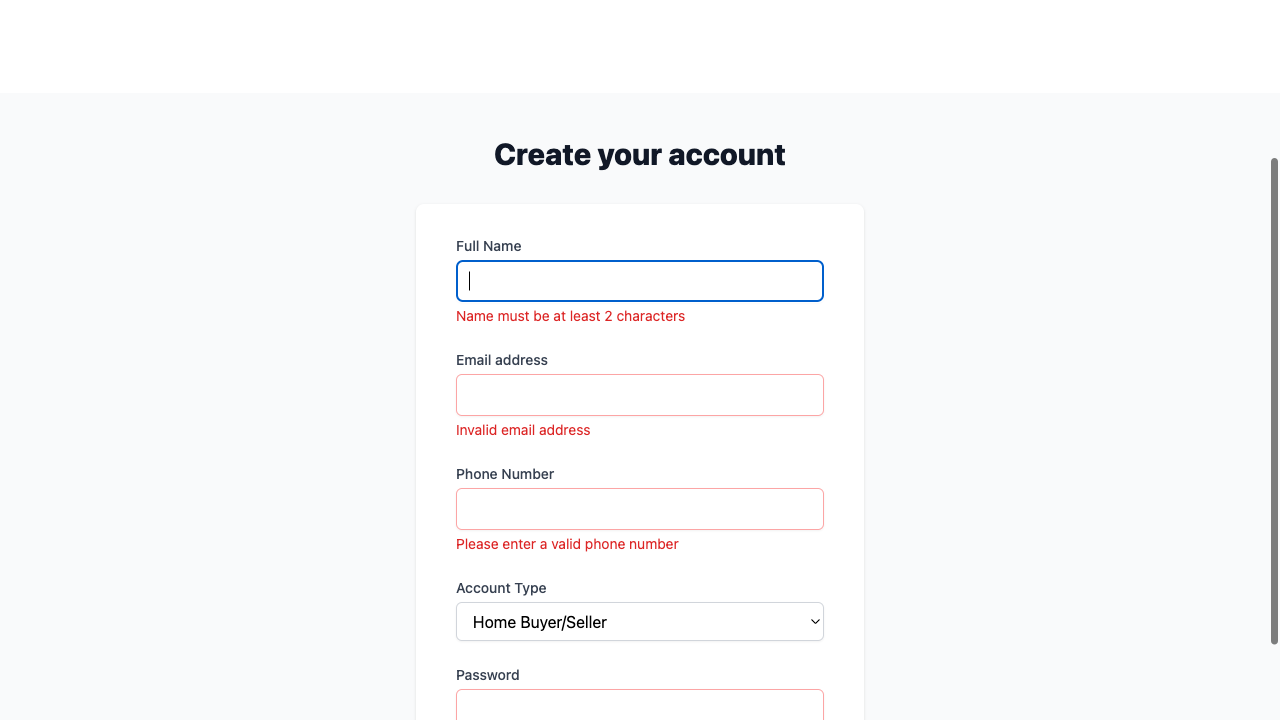 Create your account
Full Name
Name must be at least 2 characters
Email address
Invalid email address
Phone Number
Please enter a valid phone number
Account Type
Home Buyer/Seller
Password